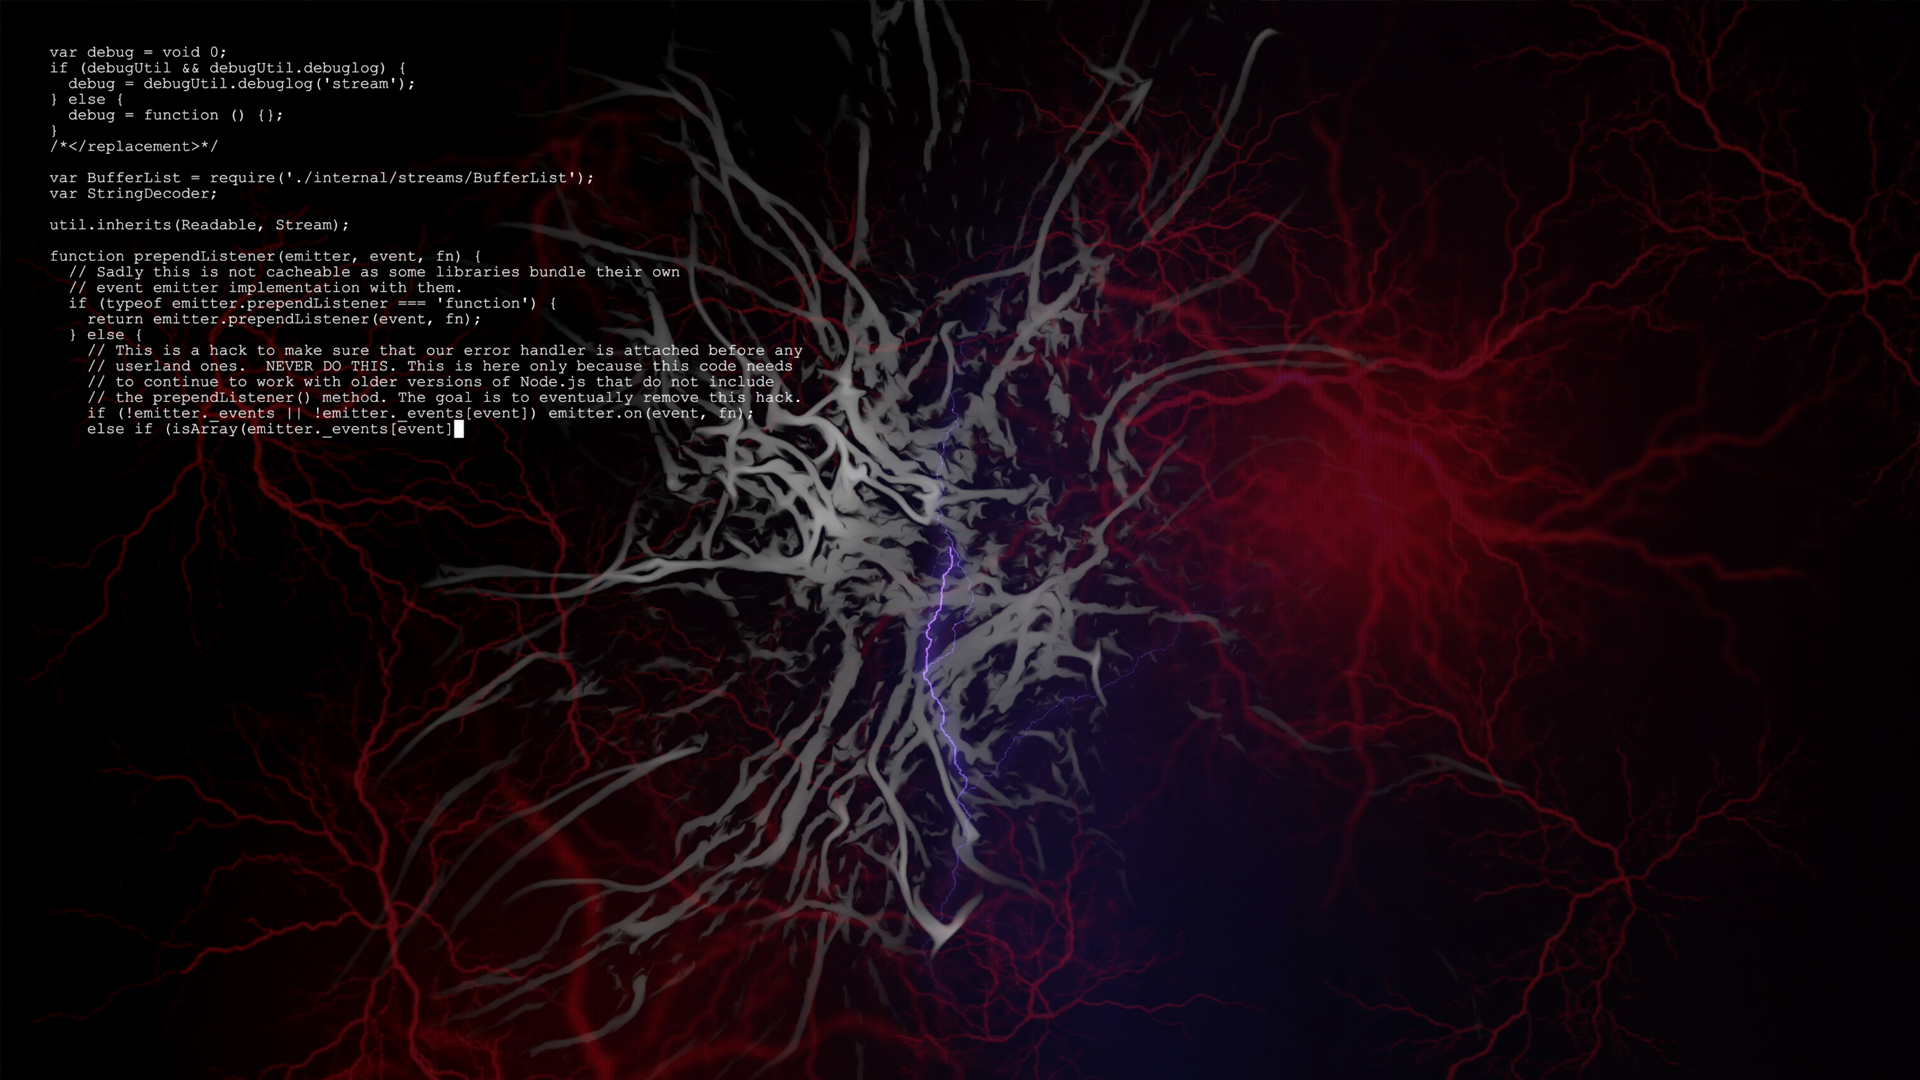 var debug = void 0;
if (debugUtil && debugUtil.debuglog) {
  debug = debugUtil.debuglog('stream');
} else {
  debug = function () {};
}
/*</replacement>*/

var BufferList = require('./internal/streams/BufferList');
var StringDecoder;

util.inherits(Readable, Stream);

function prependListener(emitter, event, fn) {
  // Sadly this is not cacheable as some libraries bundle their own
  // event emitter implementation with them.
  if (typeof emitter.prependListener === 'function') {
    return emitter.prependListener(event, fn);
  } else {
    // This is a hack to make sure that our error handler is attached before any
    // userland ones.  NEVER DO THIS. This is here only because this code needs
    // to continue to work with older versions of Node.js that do not include
    // the prependListener() method. The goal is to eventually remove this hack.
    if (!emitter._events || !emitter._events[event]) emitter.on(event, fn);
    else if (isArray(emitter._events[event]